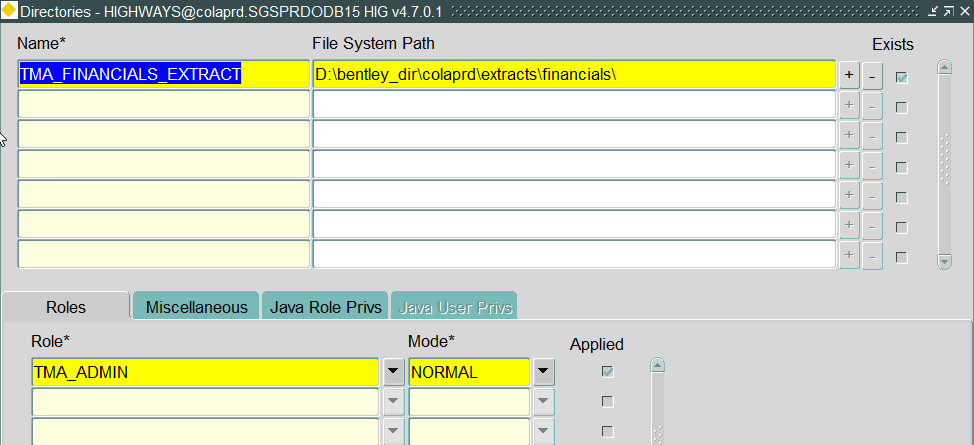 Directories - HIGHWAYS@colaprd.SGSPRDODB15 HIG v4.7.0.1
Name* File System Path Exists
TMA_FINANCIALS_EXTRACT D:\bentley_dir\colaprd\extracts\financials\ + -
+ -
+ -
+ -
+ -
+ -
+ -
Roles Miscellaneous Java Role Privs Java User Privs
Role* Mode* Applied
TMA_ADMIN NORMAL